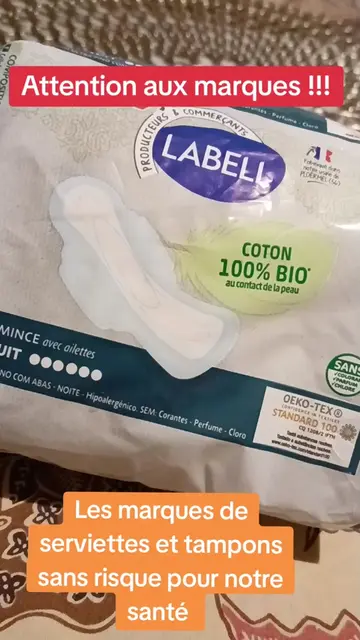 Attention aux marques !!!
PRODUCTEURS & COMMERÇANTS
LABELL
COTON
100% BIO*
au contact de la peau
MINCE avec ailettes
UIT
NO COM ABAS - NOITE - Hipoalergénico. SEM: Corantes - Perfume - Cloro
SANS
OEKO-TEX®
STANDARD 100
Les marques de
serviettes et tampons
sans risque pour notre
santé